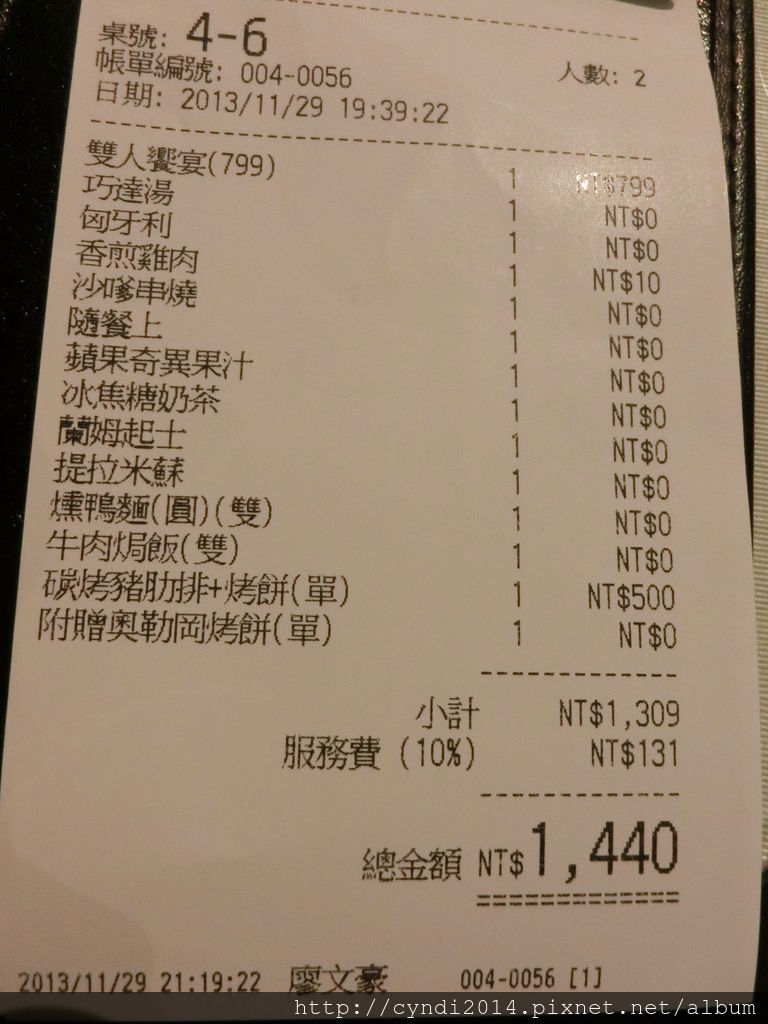 桌號: 4-6
帳單編號: 004-0056 人數: 2
日期: 2013/11/29 19:39:22
雙人饗宴(799) 1 NT$799
巧達湯 1 NT$0
匈牙利 1 NT$0
香煎雞肉 1 NT$10
沙嗲串燒 1 NT$0
隨餐上 1 NT$0
蘋果奇異果汁 1 NT$0
冰焦糖奶茶 1 NT$0
蘭姆起士 1 NT$0
提拉米蘇 1 NT$0
燻鴨麵(圓)(雙) 1 NT$0
牛肉焗飯(雙) 1 NT$0
碳烤豬肋排+烤餅(單) 1 NT$500
附贈奧勒岡烤餅(單) 1 NT$0
小計 NT$1,309
服務費 (10%) NT$131
總金額 NT$1,440
2013/11/29 21:19:22 廖文豪 004-0056 [1]
http://cyndi2014.pixnet.net/album